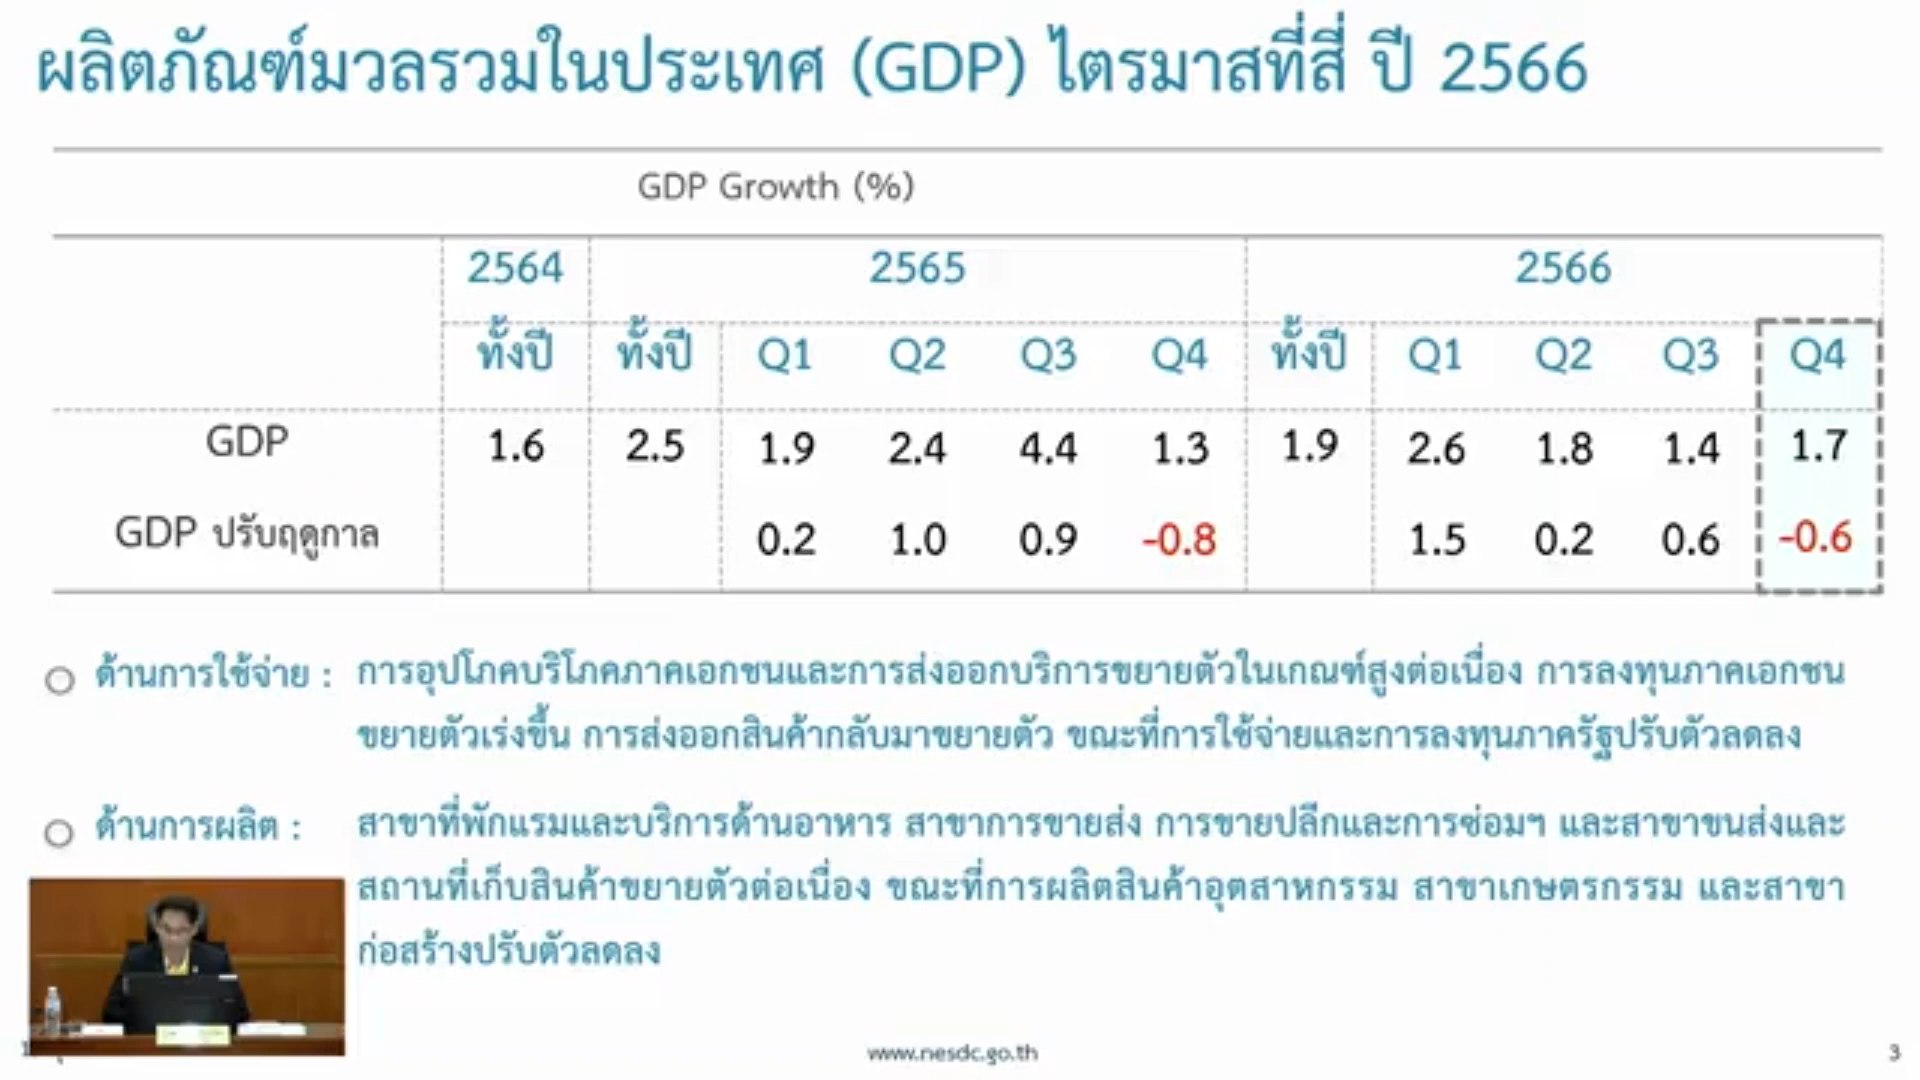 ผลิตภัณฑ์มวลรวมในประเทศ (GDP) ไตรมาสที่สี่ ปี 2566
GDP Growth (%)
2564 2565 2566
ทั้งปี ทั้งปี Q1 Q2 Q3 Q4 ทั้งปี Q1 Q2 Q3 Q4
GDP 1.6 2.5 1.9 2.4 4.4 1.3 1.9 2.6 1.8 1.4 1.7
GDP ปรับฤดูกาล 0.2 1.0 0.9 -0.8 1.5 0.2 0.6 -0.6
ด้านการใช้จ่าย : การอุปโภคบริโภคภาคเอกชนและการส่งออกบริการขยายตัวในเกณฑ์สูงต่อเนื่อง การลงทุนภาคเอกชน
ขยายตัวเร่งขึ้น การส่งออกสินค้ากลับมาขยายตัว ขณะที่การใช้จ่ายและการลงทุนภาครัฐปรับตัวลดลง
ด้านการผลิต : สาขาที่พักแรมและบริการด้านอาหาร สาขาการขายส่ง การขายปลีกและการซ่อมฯ และสาขาขนส่งและ
สถานที่เก็บสินค้าขยายตัวต่อเนื่อง ขณะที่การผลิตสินค้าอุตสาหกรรม สาขาเกษตรกรรม และสาขา
ก่อสร้างปรับตัวลดลง
www.nesdc.go.th
3